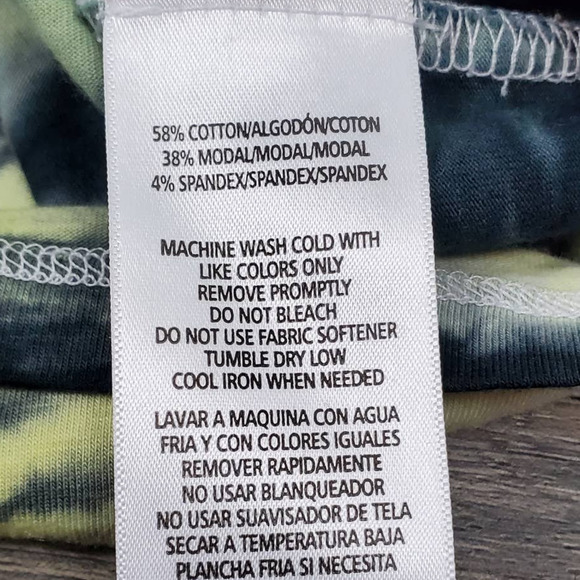 58% COTTON/ALGODÓN/COTON
38% MODAL/MODAL/MODAL
4% SPANDEX/SPANDEX/SPANDEX
MACHINE WASH COLD WITH
LIKE COLORS ONLY
REMOVE PROMPTLY
DO NOT BLEACH
DO NOT USE FABRIC SOFTENER
TUMBLE DRY LOW
COOL IRON WHEN NEEDED
LAVAR A MAQUINA CON AGUA
FRIA Y CON COLORES IGUALES
REMOVER RAPIDAMENTE
NO USAR BLANQUEADOR
NO USAR SUAVISADOR DE TELA
SECAR A TEMPERATURA BAJA
PLANCHA FRIA SI NECESITA